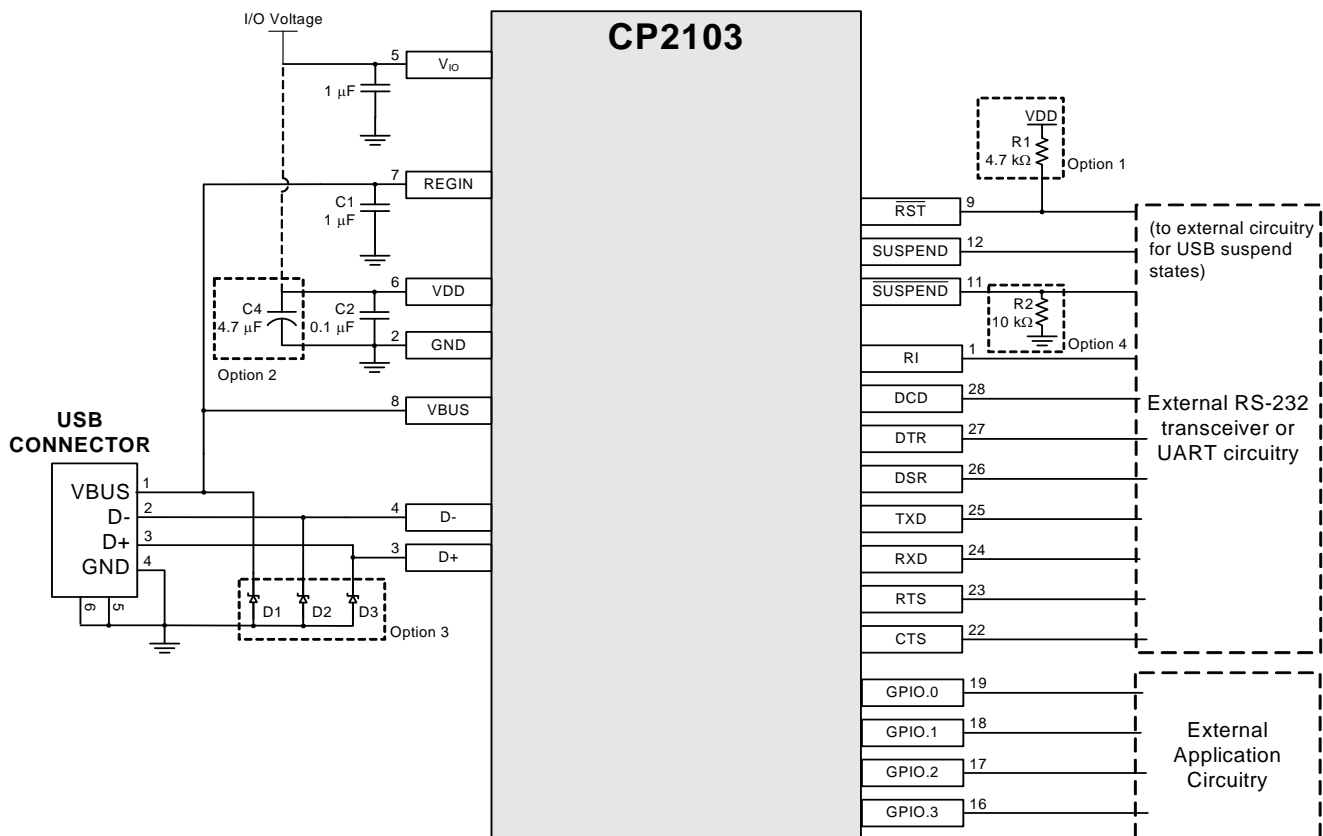 I/O Voltage
CP2103
5
VIO
1 μF
7
REGIN
C1
1 μF
6
VDD
C4
4.7 μF
C2
0.1 μF
2
GND
Option 2
8
VBUS
USB
CONNECTOR
VBUS
1
D-
2
D+
3
GND
4
6
5
4
D-
3
D+
D1
D2
D3
Option 3
VDD
R1
4.7 kΩ
Option 1
RST
9
SUSPEND
12
SUSPEND
11
R2
10 kΩ
Option 4
(to external circuitry
for USB suspend
states)
RI
1
DCD
28
DTR
27
DSR
26
TXD
25
RXD
24
RTS
23
CTS
22
External RS-232
transceiver or
UART circuitry
GPIO.0
19
GPIO.1
18
GPIO.2
17
GPIO.3
16
External
Application
Circuitry